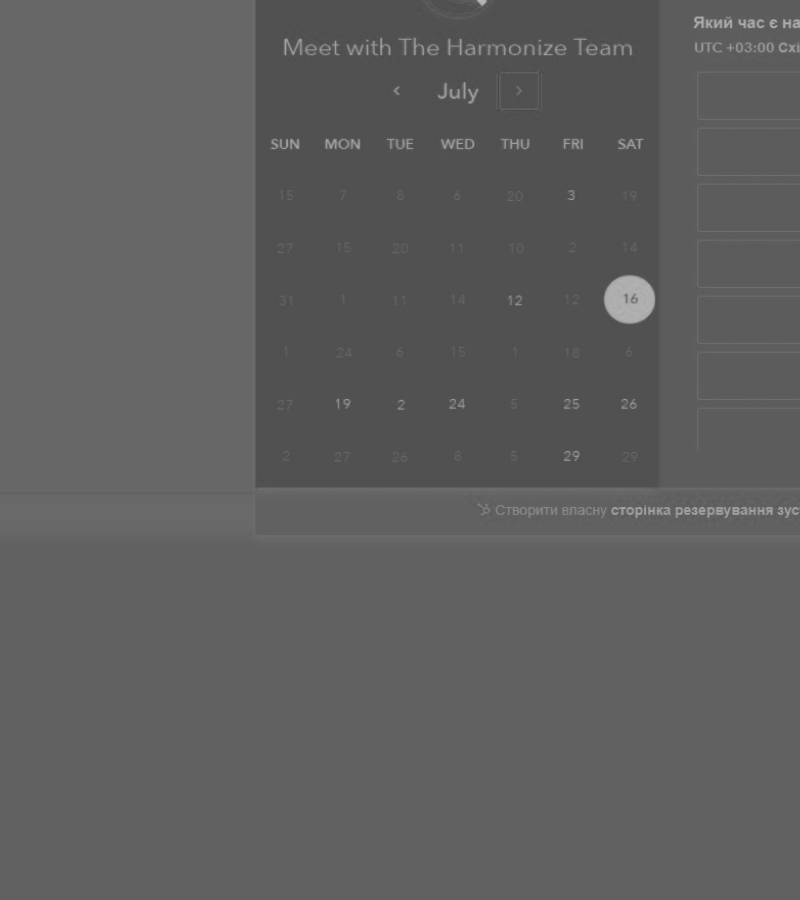 Meet with The Harmonize Team
July
SUN MON TUE WED THU FRI SAT
15 7 8 6 20 3 19
27 15 20 11 10 2 14
31 1 11 14 12 12 16
1 24 6 15 1 18 6
27 19 2 24 5 25 26
2 27 26 8 5 29 29
Який час є на
UTC +03:00 Схі
Створити власну сторінка резервування зус